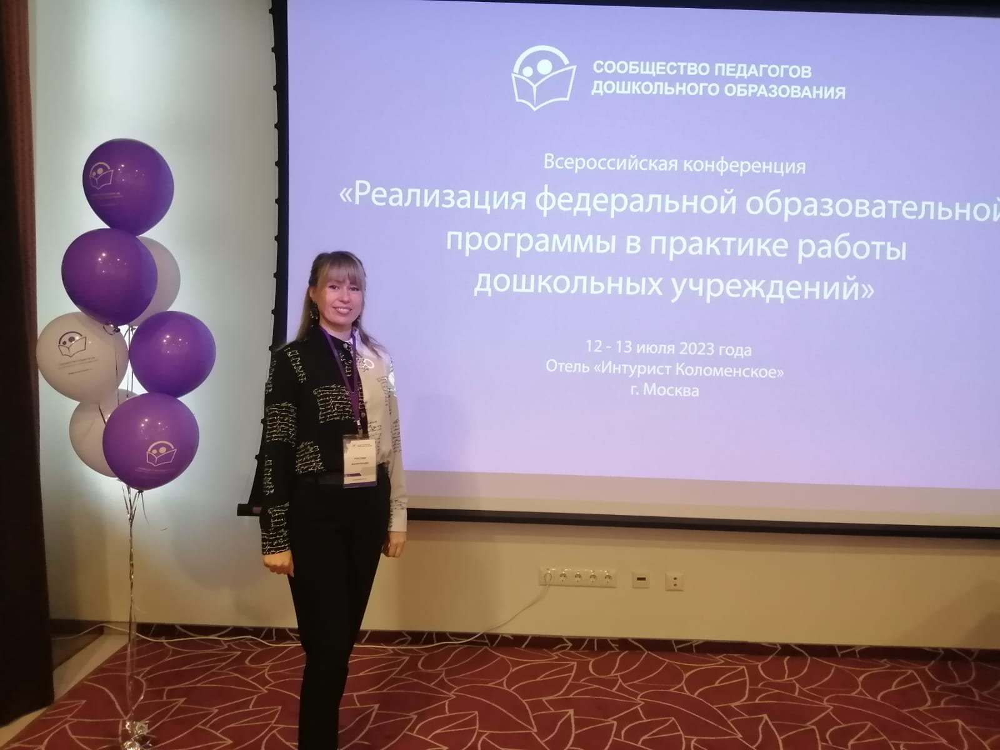 СООБЩЕСТВО ПЕДАГОГОВ
ДОШКОЛЬНОГО ОБРАЗОВАНИЯ
Всероссийская конференция
«Реализация федеральной образовательной
программы в практике работы
дошкольных учреждений»
12 - 13 июля 2023 года
Отель «Интурист Коломенское»
г. Москва